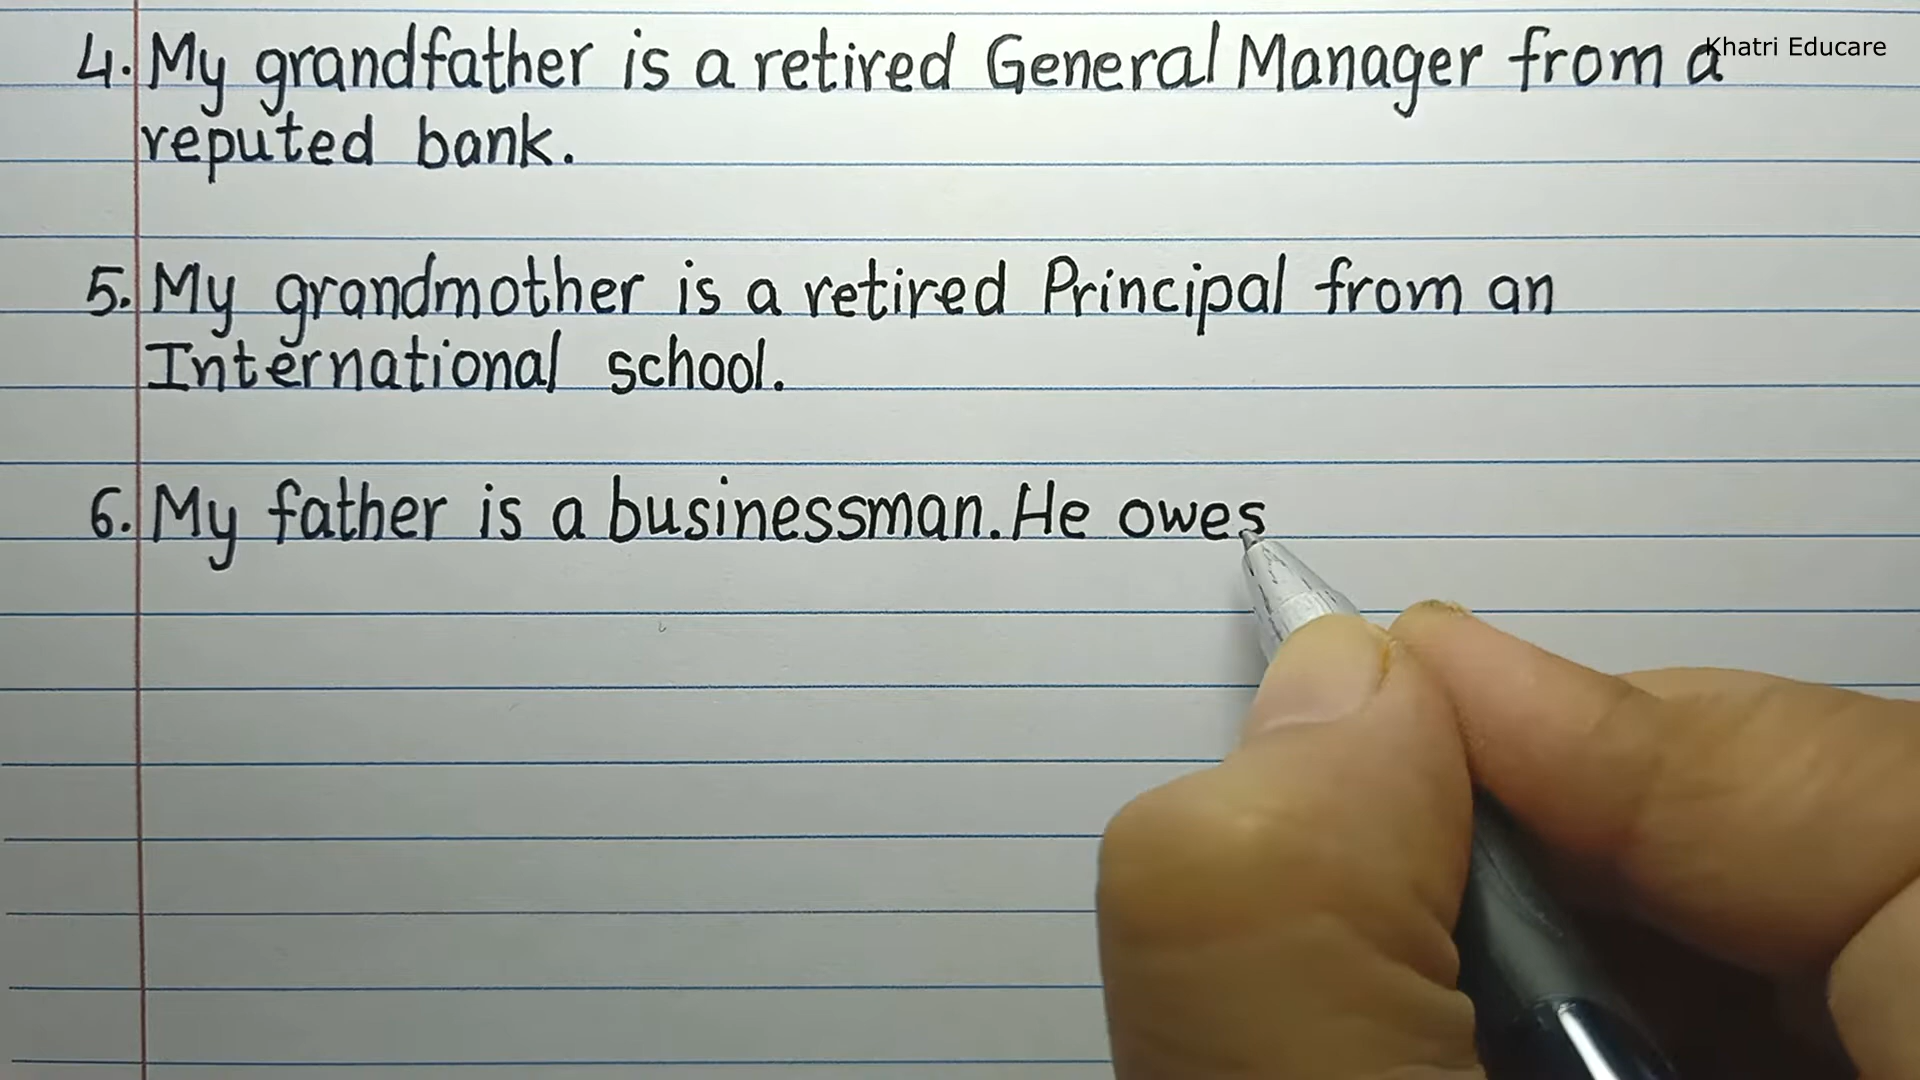 Khatri Educare
4. My grandfather is a retired General Manager from a
reputed bank.
5. My grandmother is a retired Principal from an
International school.
6. My father is a businessman. He owes